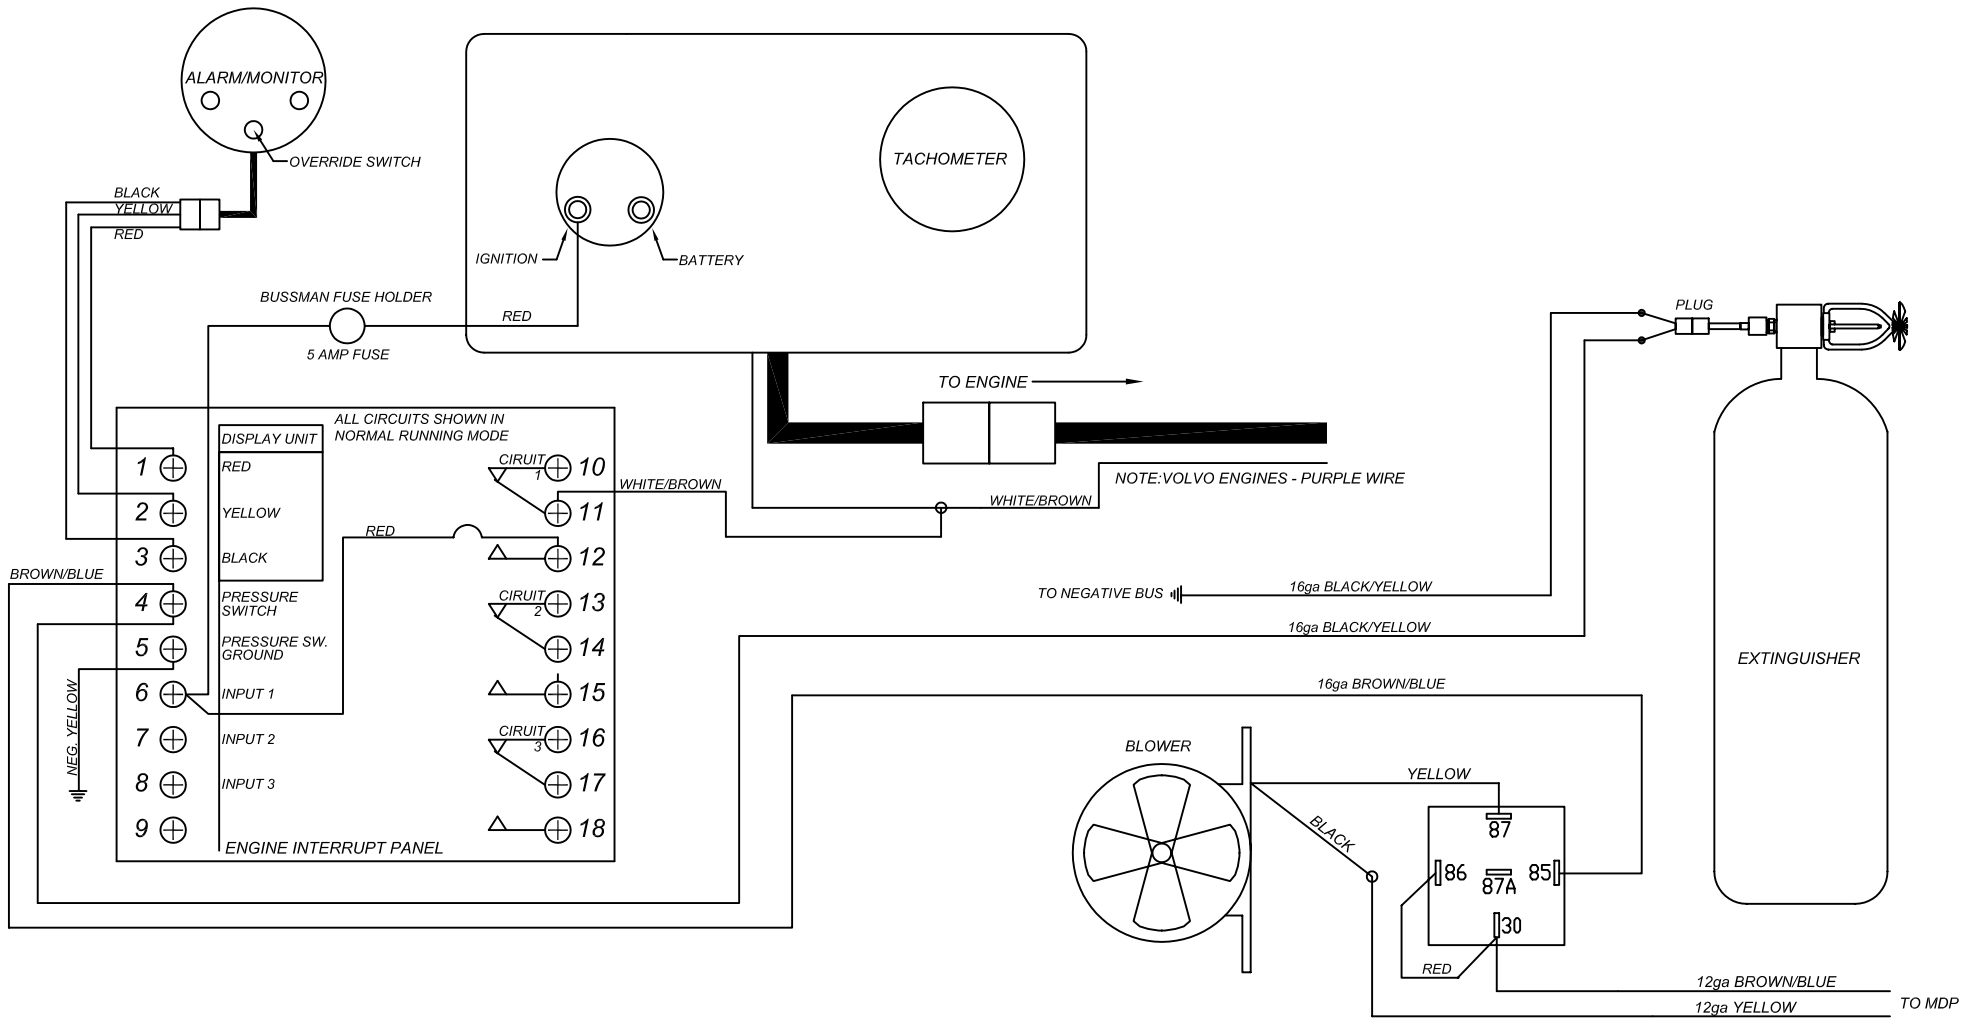 ALARM/MONITOR
OVERRIDE SWITCH
BLACK
YELLOW
RED
TACHOMETER
IGNITION
BATTERY
BUSSMAN FUSE HOLDER
RED
5 AMP FUSE
PLUG
TO ENGINE
ALL CIRCUITS SHOWN IN
NORMAL RUNNING MODE
DISPLAY UNIT
1
RED
CIRUIT
1
10
WHITE/BROWN
WHITE/BROWN
NOTE:VOLVO ENGINES - PURPLE WIRE
2
YELLOW
11
RED
3
BLACK
12
BROWN/BLUE
4
PRESSURE
SWITCH
CIRUIT
2
13
TO NEGATIVE BUS
16ga BLACK/YELLOW
16ga BLACK/YELLOW
5
PRESSURE SW.
GROUND
14
EXTINGUISHER
NEG. YELLOW
6
INPUT 1
15
16ga BROWN/BLUE
7
INPUT 2
CIRUIT
3
16
8
INPUT 3
17
9
18
ENGINE INTERRUPT PANEL
BLOWER
YELLOW
BLACK
87
86
87A
85
30
RED
12ga BROWN/BLUE
12ga YELLOW
TO MDP